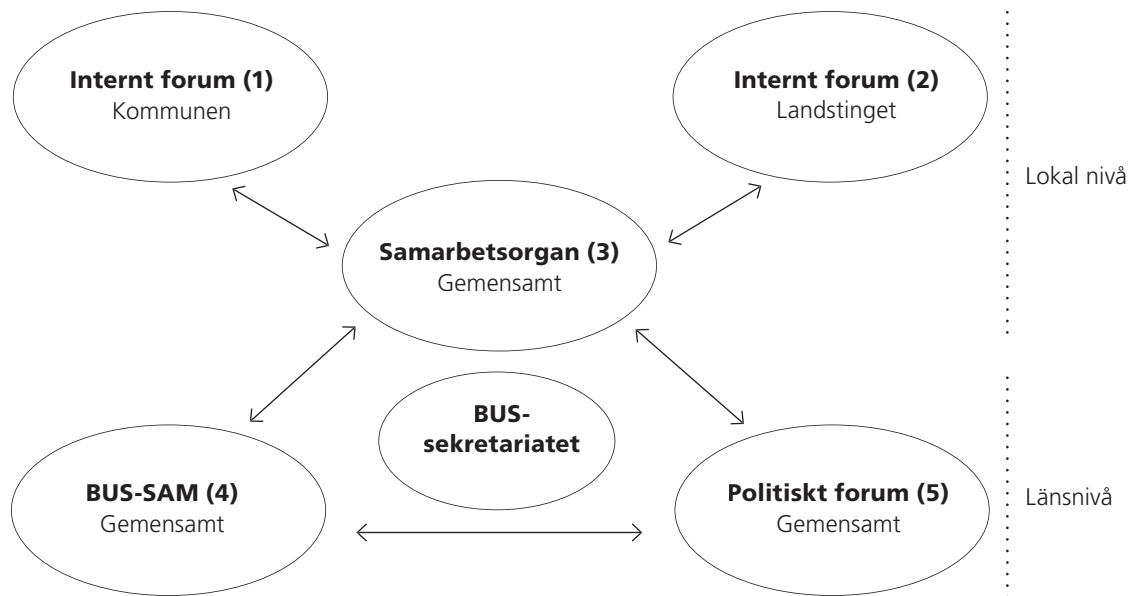 Internt forum (1)
Kommunen
Internt forum (2)
Landstinget
Lokal nivå
Samarbetsorgan (3)
Gemensamt
BUS-
sekretariatet
BUS-SAM (4)
Gemensamt
Politiskt forum (5)
Gemensamt
Länsnivå